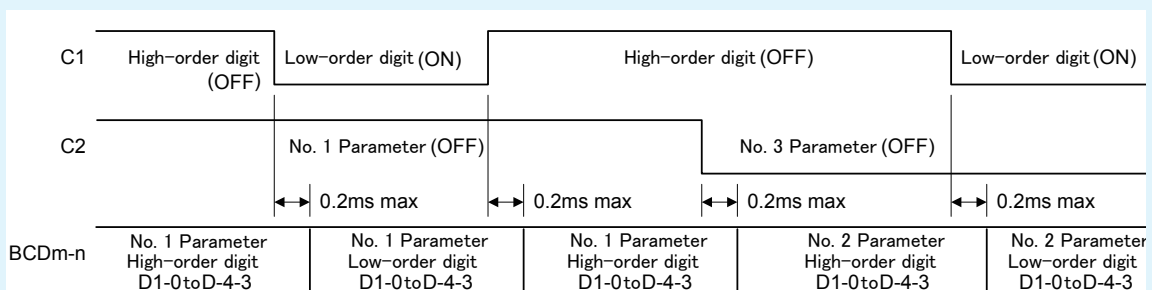 C1
High-order digit
(OFF)
Low-order digit (ON)
High-order digit (OFF)
Low-order digit (ON)
C2
No. 1 Parameter (OFF)
No. 3 Parameter (OFF)
0.2ms max
0.2ms max
0.2ms max
0.2ms max
BCDm-n
No. 1 Parameter
High-order digit
D1-0toD-4-3
No. 1 Parameter
Low-order digit
D1-0toD-4-3
No. 1 Parameter
High-order digit
D1-0toD-4-3
No. 2 Parameter
High-order digit
D1-0toD-4-3
No. 2 Parameter
Low-order digit
D1-0toD-4-3